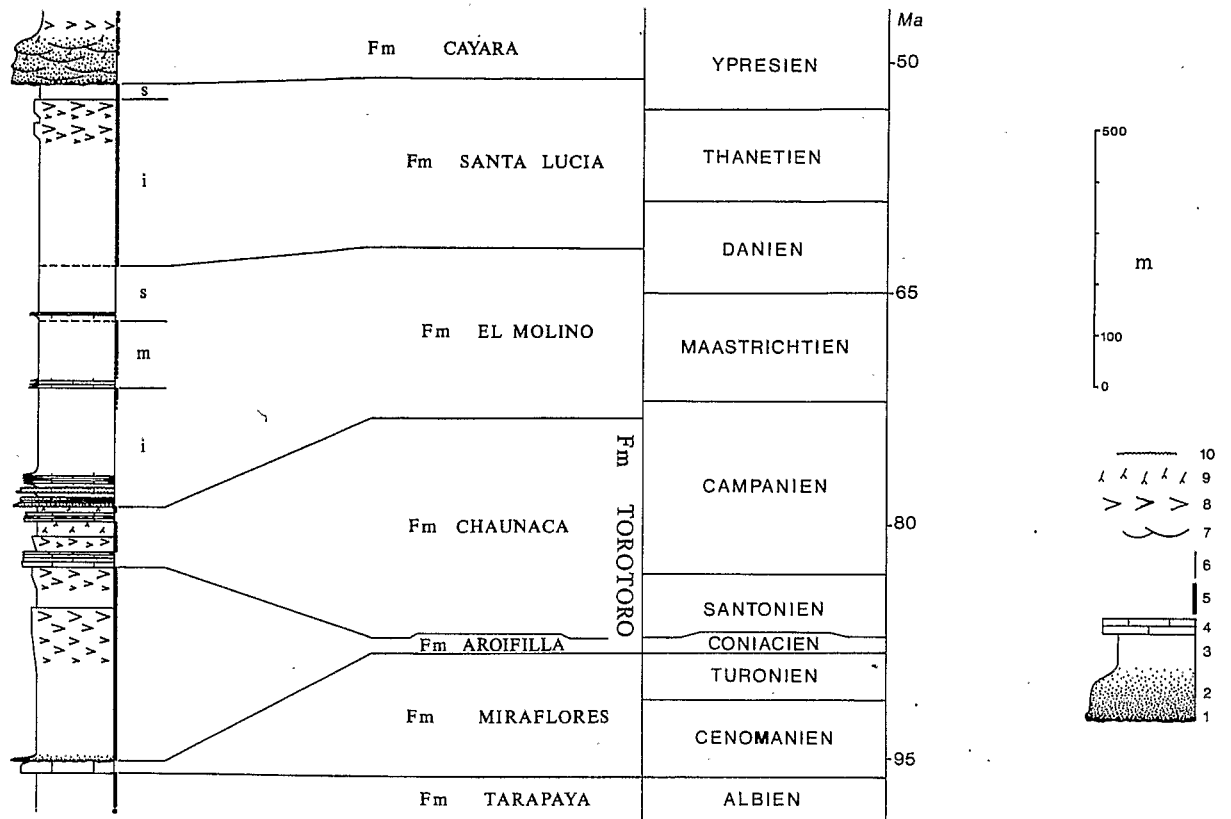 Ma
Fm CAYARA
50
YPRESIEN
s
500
THANETIEN
Fm SANTA LUCIA
i
DANIEN
m
s
65
Fm EL MOLINO
100
MAASTRICHTIEN
m
0
i
Fm TOROTORO
10
9
CAMPANIEN
8
Fm CHAUNACA
80
7
6
5
SANTONIEN
4
Fm AROIFILLA
CONIACIEN
3
TURONIEN
2
Fm MIRAFLORES
1
CENOMANIEN
95
Fm TARAPAYA
ALBIEN